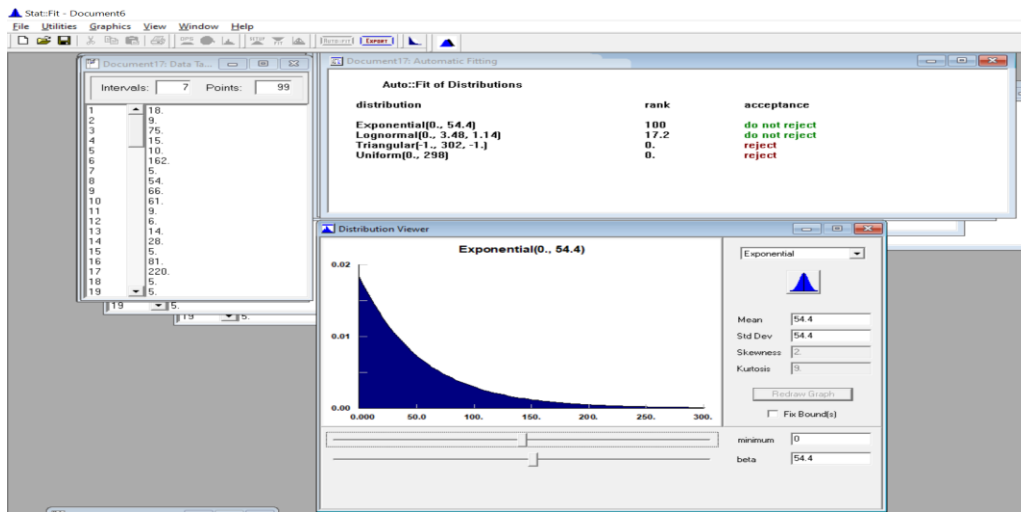 Stat::Fit - Document6
File Utilities Graphics View Window Help
EXPORT
Document17: Data Ta...
Intervals: 7 Points: 99
1 18.
2 9.
3 75.
4 15.
5 10.
6 162.
7 5.
8 54.
9 66.
10 61.
11 9.
12 6.
13 14.
14 28.
15 5.
16 81.
17 220.
18 5.
19 5.
19 5.
19 5.
Document17: Automatic Fitting
Auto::Fit of Distributions
distribution rank acceptance
Exponential(0., 54.4) 100 do not reject
Lognormal(0., 3.48, 1.14) 17.2 do not reject
Triangular(-1., 302, -1.) 0. reject
Uniform(0., 298) 0. reject
Distribution Viewer
Exponential(0., 54.4)
0.02
0.01
0.00
0.000 50.0 100. 150. 200. 250. 300.
Exponential
Mean 54.4
Std Dev 54.4
Skewness 2.
Kurtosis 9.
Redraw Graph
Fix Bound(s)
minimum 0
beta 54.4